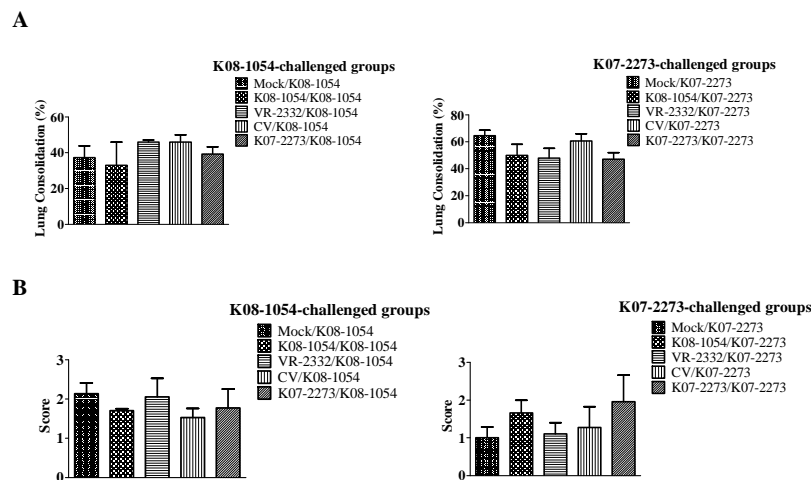 A
K08-1054-challenged groups
Mock/K08-1054
K08-1054/K08-1054
VR-2332/K08-1054
CV/K08-1054
K07-2273/K08-1054
Lung Consolidation (%)
60
40
20
0
K07-2273-challenged groups
Mock/K07-2273
K08-1054/K07-2273
VR-2332/K07-2273
CV/K07-2273
K07-2273/K07-2273
Lung Consolidation (%)
80
60
40
20
0
B
K08-1054-challenged groups
Mock/K08-1054
K08-1054/K08-1054
VR-2332/K08-1054
CV/K08-1054
K07-2273/K08-1054
Score
3
2
1
0
K07-2273-challenged groups
Mock/K07-2273
K08-1054/K07-2273
VR-2332/K07-2273
CV/K07-2273
K07-2273/K07-2273
Score
3
2
1
0